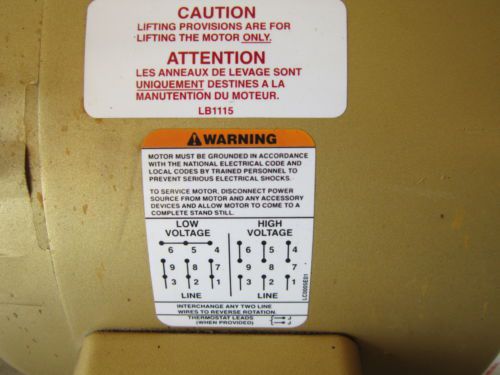 CAUTION
LIFTING PROVISIONS ARE FOR
LIFTING THE MOTOR ONLY.
ATTENTION
LES ANNEAUX DE LEVAGE SONT
UNIQUEMENT DESTINES A LA
MANUTENTION DU MOTEUR.
LB1115
WARNING
MOTOR MUST BE GROUNDED IN ACCORDANCE
WITH THE NATIONAL ELECTRICAL CODE AND
LOCAL CODES BY TRAINED PERSONNEL TO
PREVENT SERIOUS ELECTRICAL SHOCKS.
TO SERVICE MOTOR, DISCONNECT POWER
SOURCE FROM MOTOR AND ANY ACCESSORY
DEVICES AND ALLOW MOTOR TO COME TO A
COMPLETE STAND STILL.
LOW VOLTAGE
6 5 4
9 8 7
3 2 1
LINE
HIGH VOLTAGE
6 5 4
9 8 7
3 2 1
LINE
INTERCHANGE ANY TWO LINE
WIRES TO REVERSE ROTATION.
THERMOSTAT LEADS J
(WHEN PROVIDED) J